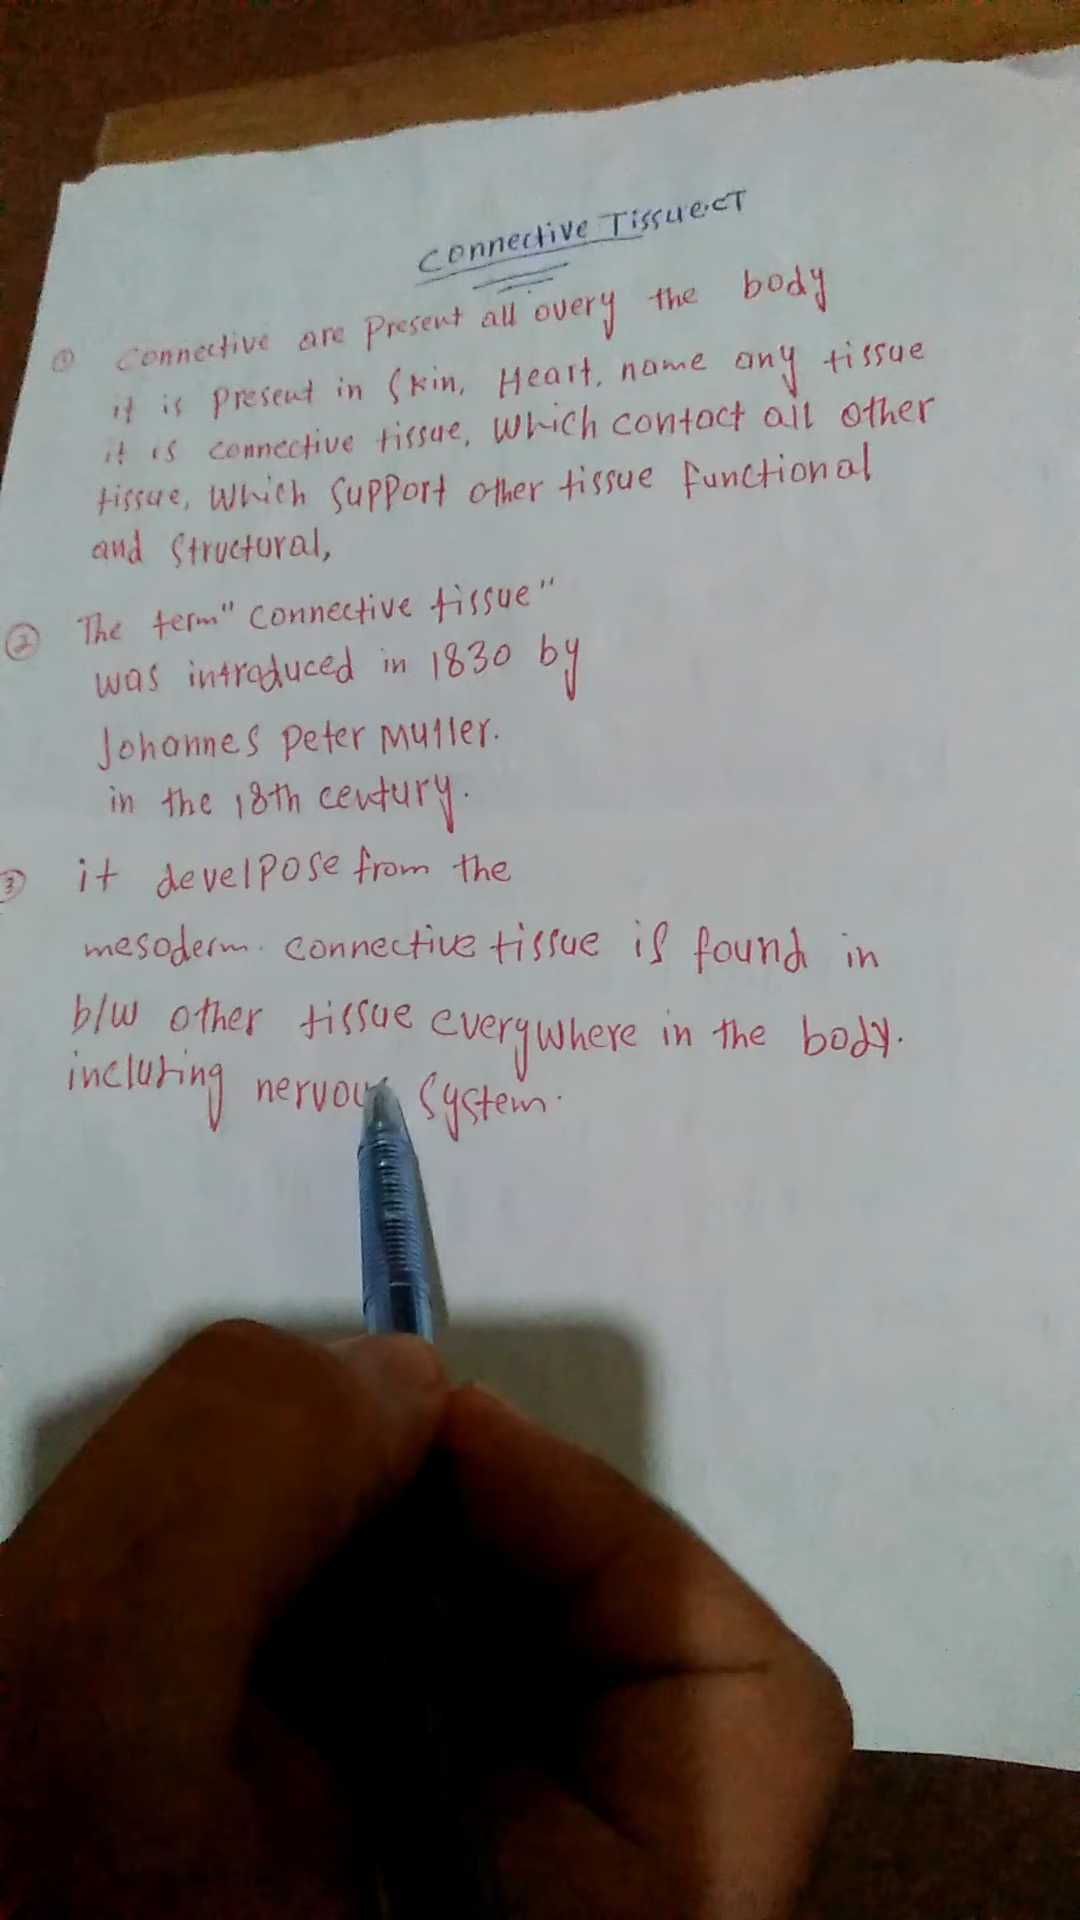 Connective Tissue:CT
① Connective are Present all overy the body
it is present in Skin, Heart, name any tissue
it is connective tissue, Which contact all other
tissue, Which Support other tissue functional
and Structural,
② The term" connective tissue"
was introduced in 1830 by
Johannes Peter Muller.
in the 18th century.
③ it develpose from the
mesoderm. connective tissue is found in
b/w other tissue everywhere in the body.
incluting nervous System.